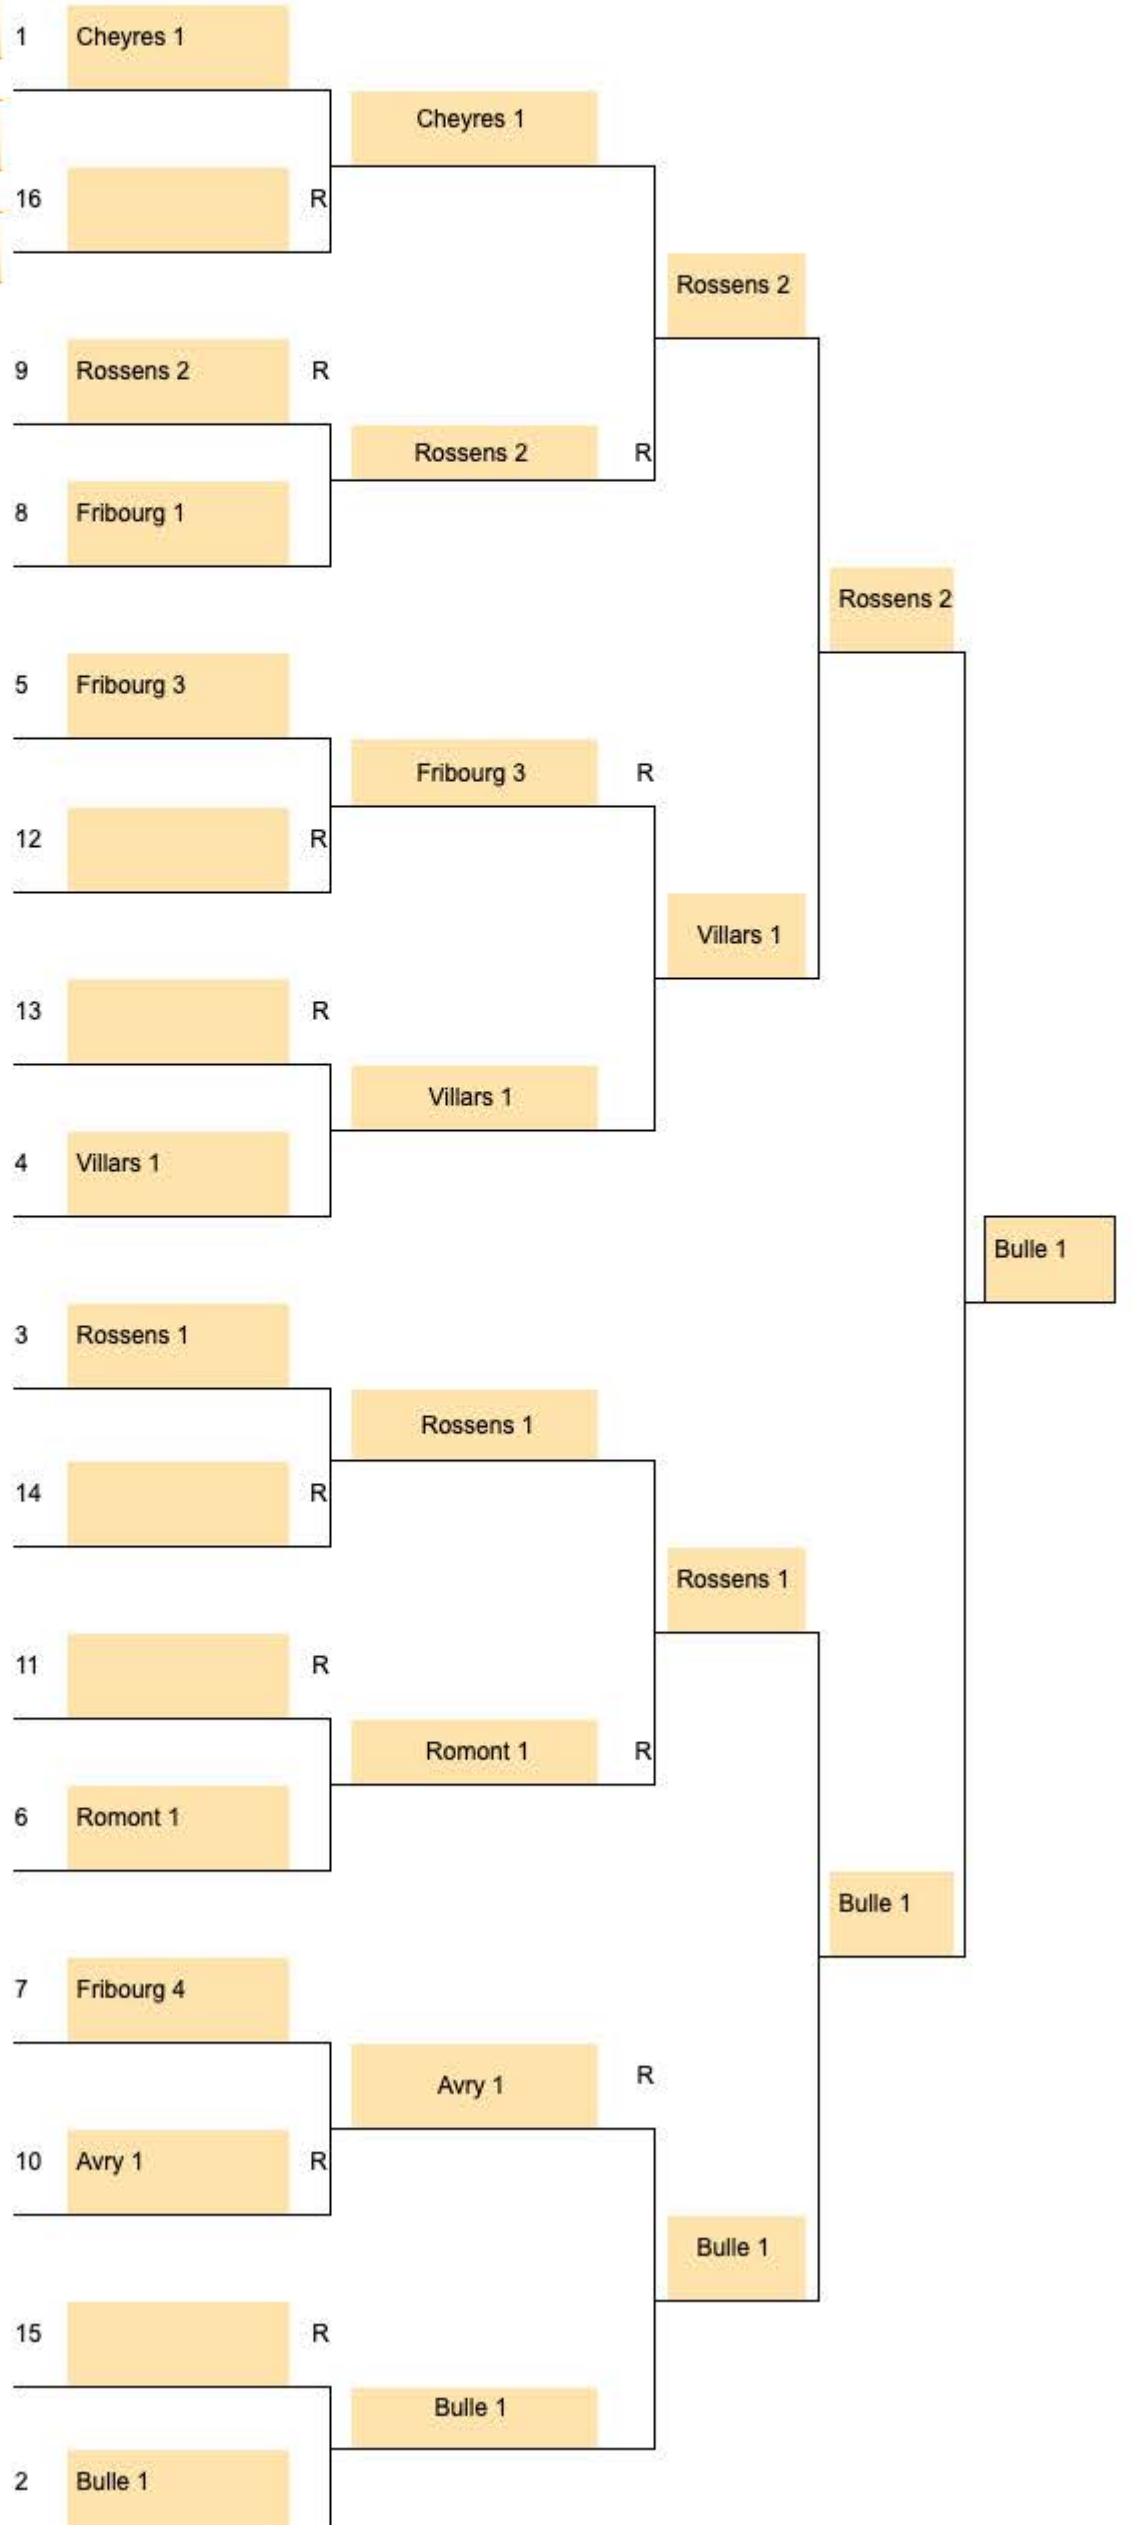 1 Cheyres 1
Cheyres 1
16 R
Rossens 2
9 Rossens 2 R
Rossens 2 R
8 Fribourg 1
Rossens 2
5 Fribourg 3
Fribourg 3 R
12 R
Villars 1
13 R
Villars 1
4 Villars 1
Bulle 1
3 Rossens 1
Rossens 1
14 R
Rossens 1
11 R
Romont 1 R
6 Romont 1
Bulle 1
7 Fribourg 4
Avry 1 R
10 Avry 1 R
Bulle 1
15 R
Bulle 1
2 Bulle 1